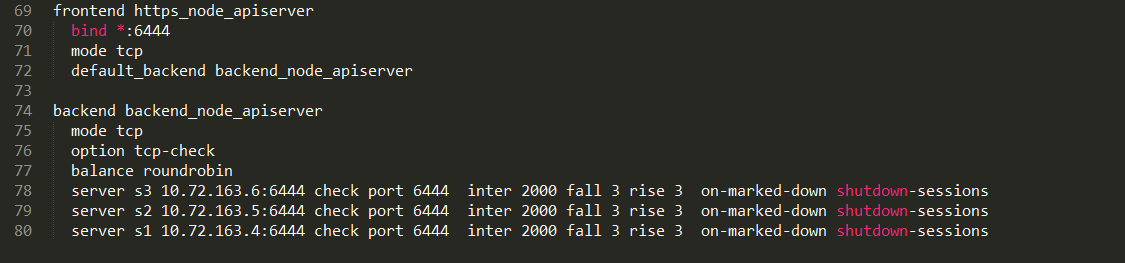 69 frontend https_node_apiserver
70 bind *:6444
71 mode tcp
72 default_backend backend_node_apiserver
73
74 backend backend_node_apiserver
75 mode tcp
76 option tcp-check
77 balance roundrobin
78 server s3 10.72.163.6:6444 check port 6444  inter 2000 fall 3 rise 3  on-marked-down shutdown-sessions
79 server s2 10.72.163.5:6444 check port 6444  inter 2000 fall 3 rise 3  on-marked-down shutdown-sessions
80 server s1 10.72.163.4:6444 check port 6444  inter 2000 fall 3 rise 3  on-marked-down shutdown-sessions